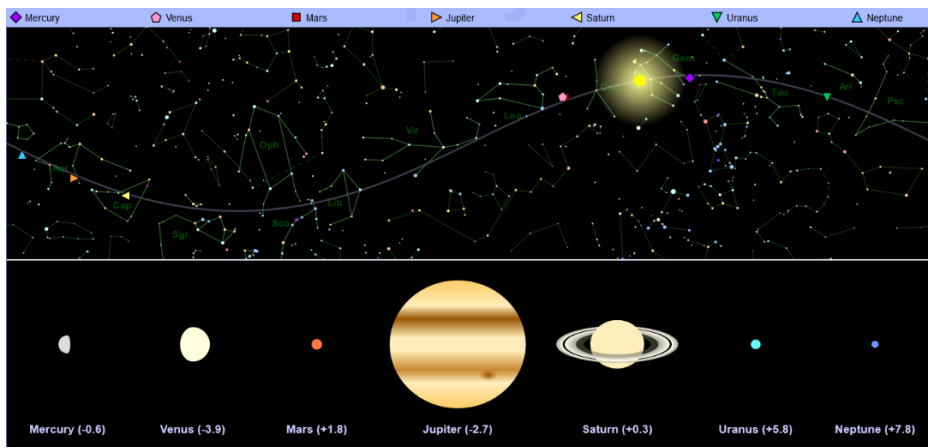 Mercury Venus Mars Jupiter Saturn Uranus Neptune
Gem
Tau
Ari
Psc
Leo
Vir
Oph
Aqr
Cap
Lib
Sco
Sgr
Mercury (-0.6) Venus (-3.9) Mars (+1.8) Jupiter (-2.7) Saturn (+0.3) Uranus (+5.8) Neptune (+7.8)